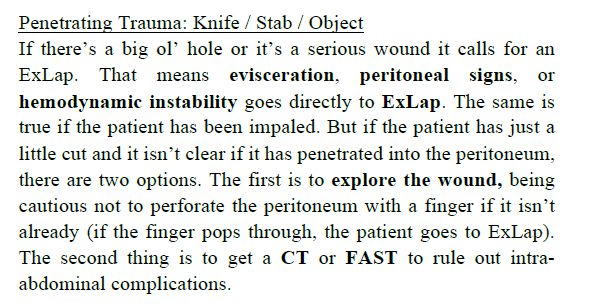 Penetrating Trauma: Knife / Stab / Object
If there’s a big ol’ hole or it’s a serious wound it calls for an
ExLap. That means evisceration, peritoneal signs, or
hemodynamic instability goes directly to ExLap. The same is
true if the patient has been impaled. But if the patient has just a
little cut and it isn’t clear if it has penetrated into the peritoneum,
there are two options. The first is to explore the wound, being
cautious not to perforate the peritoneum with a finger if it isn’t
already (if the finger pops through, the patient goes to ExLap).
The second thing is to get a CT or FAST to rule out intra-
abdominal complications.